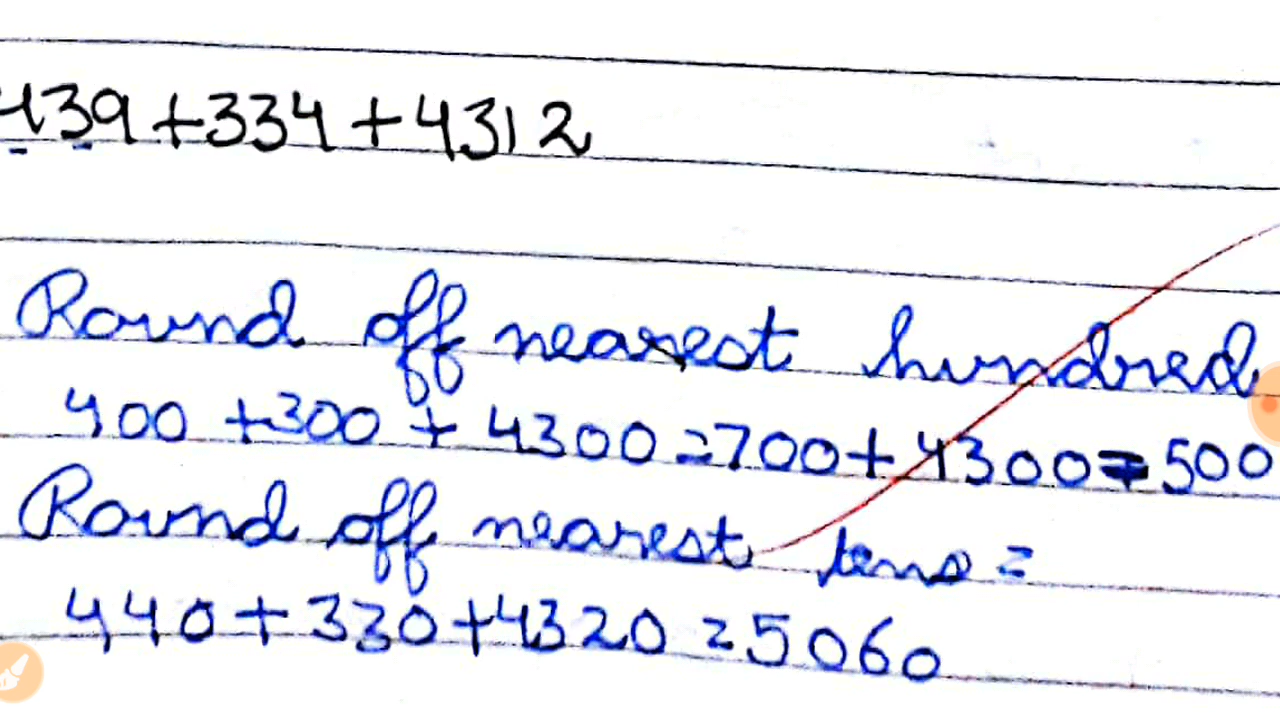 439+334+4312
Round off nearest hundred
400+300+4300=700+4300=500
Round off nearest tens=
440+330+4320=5060